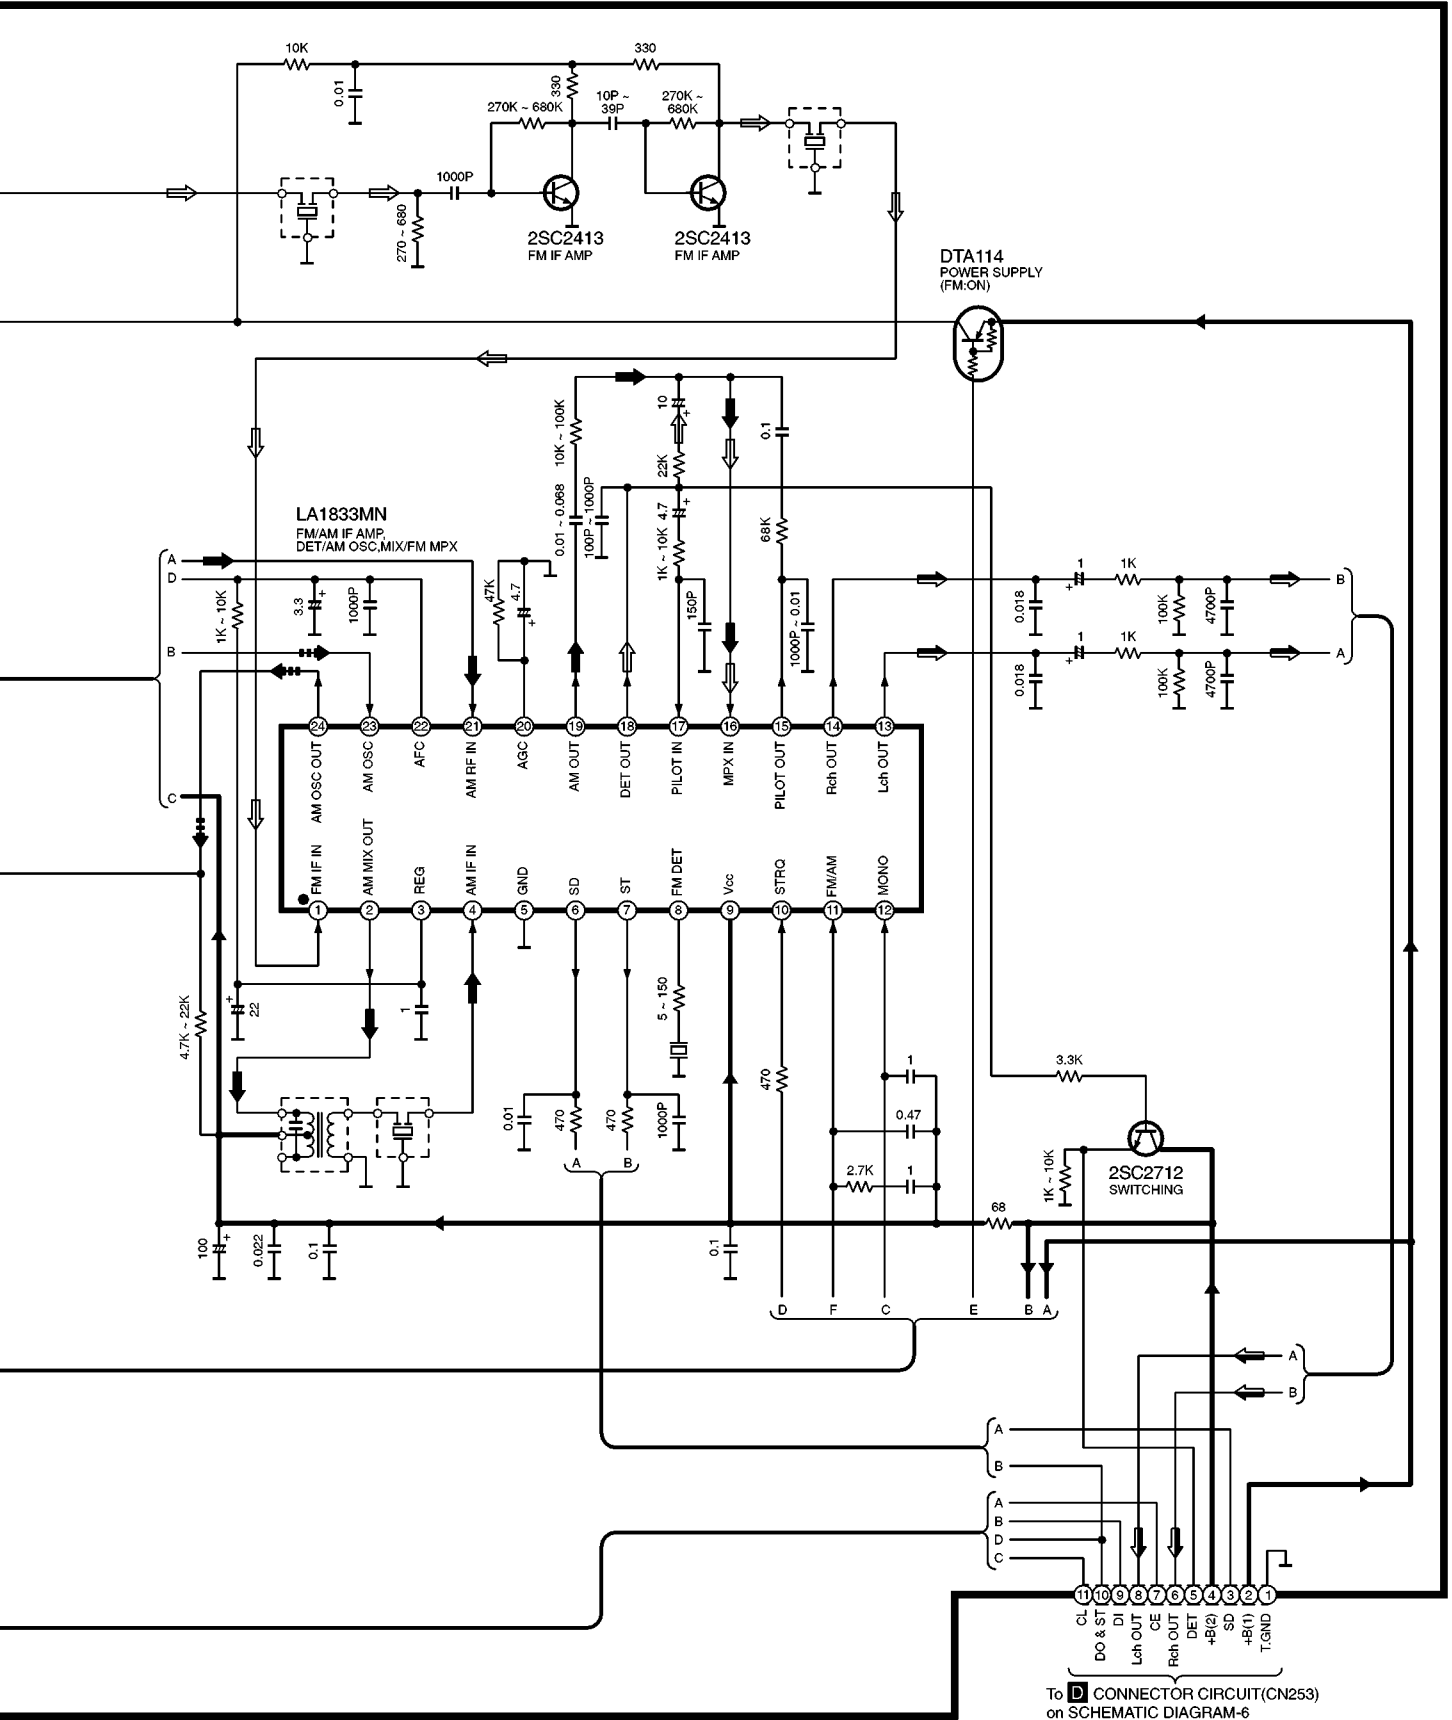 10K
330
0.01
330
270K ~ 680K
10P ~
39P
270K ~
680K
1000P
270 ~ 680
2SC2413
FM IF AMP
2SC2413
FM IF AMP
DTA114
POWER SUPPLY
(FM:ON)
10K ~ 100K
10
+
0.1
22K
0.01 ~ 0.068
100P ~ 1000P
4.7
+
1K ~ 10K
68K
LA1833MN
FM/AM IF AMP,
DET/AM OSC,MIX/FM MPX
A
D
1K ~ 10K
3.3
+
1000P
47K
4.7
+
150P
1000P ~ 0.01
B
C
0.018
1
+
1K
100K
4700P
B
0.018
1
+
1K
100K
4700P
A
24 23 22 21 20 19 18 17 16 15 14 13
AM OSC OUT
AM OSC
AFC
AM RF IN
AGC
AM OUT
DET OUT
PILOT IN
MPX IN
PILOT OUT
Rch OUT
Lch OUT
FM IF IN
AM MIX OUT
REG
AM IF IN
GND
SD
ST
FM DET
Vcc
STRQ
FM/AM
MONO
1 2 3 4 5 6 7 8 9 10 11 12
4.7K ~ 22K
+
22
1
5 ~ 150
0.01
470
470
1000P
A
B
470
1
0.47
2.7K
1
3.3K
1K ~ 10K
2SC2712
SWITCHING
68
100
+
0.022
0.1
0.1
D F C E B A
A
B
A
B
A
B
D
C
11 10 9 8 7 6 5 4 3 2 1
CL
DO & ST
DI
Lch OUT
CE
Rch OUT
DET
+B(2)
SD
+B(1)
T.GND
To D CONNECTOR CIRCUIT(CN253)
on SCHEMATIC DIAGRAM-6